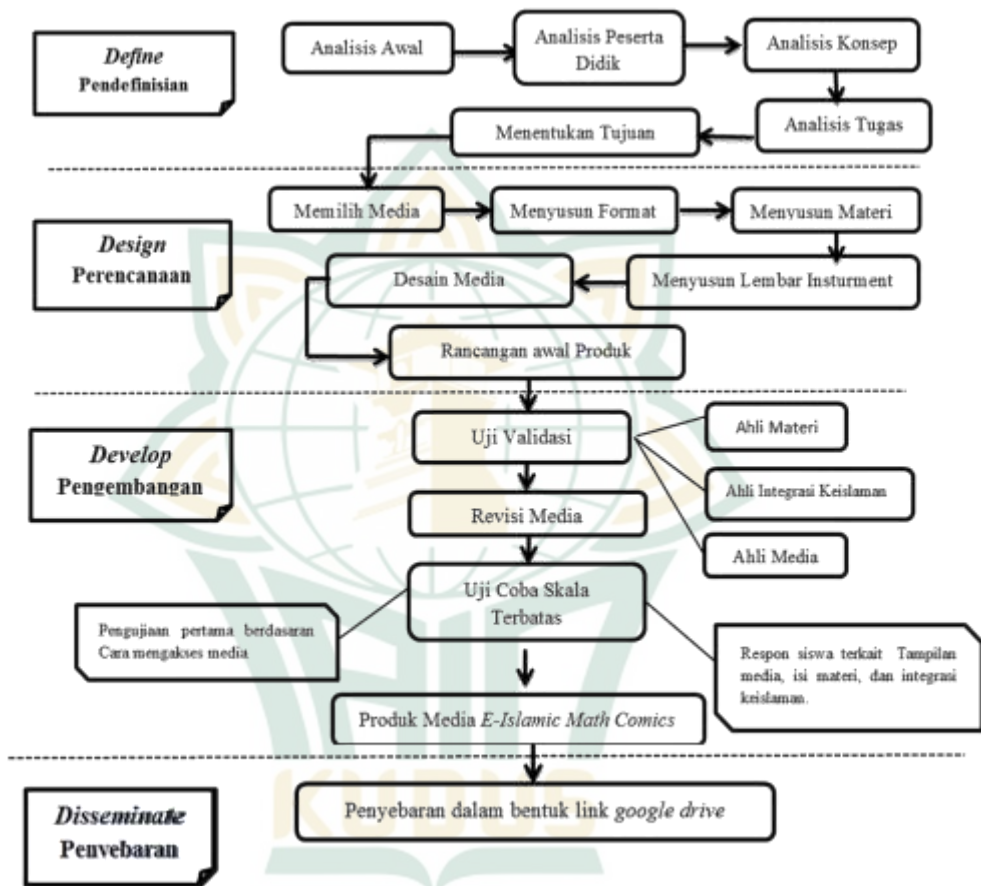 Define
Pendefinisian
Analisis Awal
Analisis Peserta
Didik
Analisis Konsep
Analisis Tugas
Menentukan Tujuan
Design
Perencanaan
Memilih Media
Menyusun Format
Menyusun Materi
Menyusun Lembar Insturment
Desain Media
Rancangan awal Produk
Develop
Pengembangan
Uji Validasi
Ahli Materi
Ahli Integrasi Keislaman
Ahli Media
Revisi Media
Uji Coba Skala
Terbatas
Pengujiaan pertama berdasaran
Cara mengakses media
Respon siswa terkait Tampilan
media, isi materi, dan integrasi
keislaman.
Produk Media E-Islamic Math Comics
Disseminate
Penyebaran
Penyebaran dalam bentuk link google drive
KUDUS